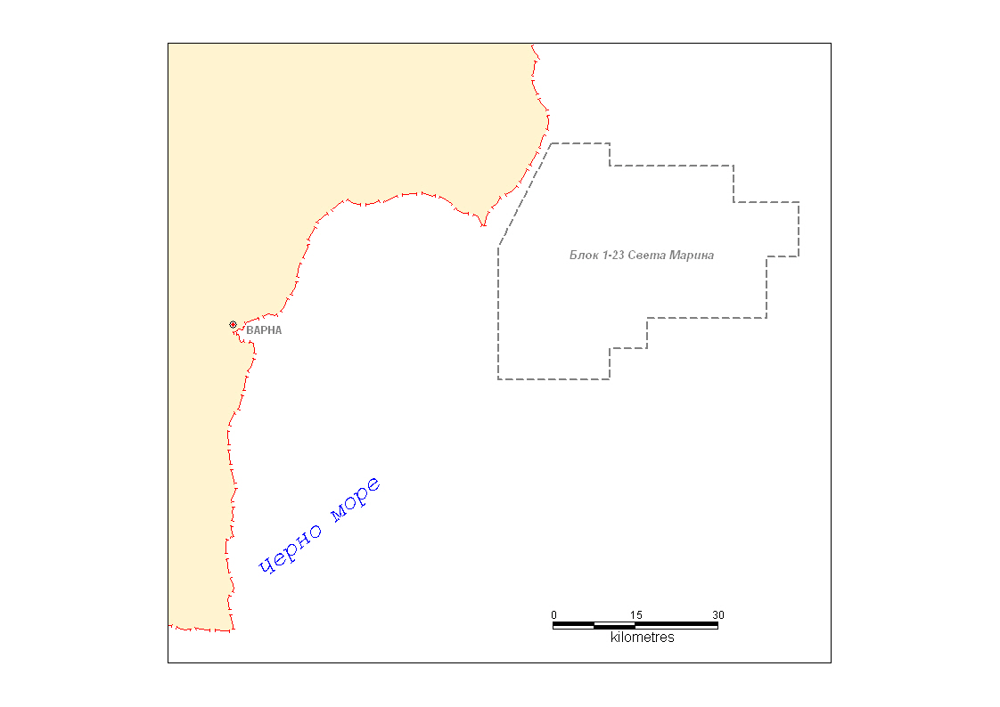 Блок 1-23 Света Марина
ВАРНА
Черно море
0 15 30
kilometres